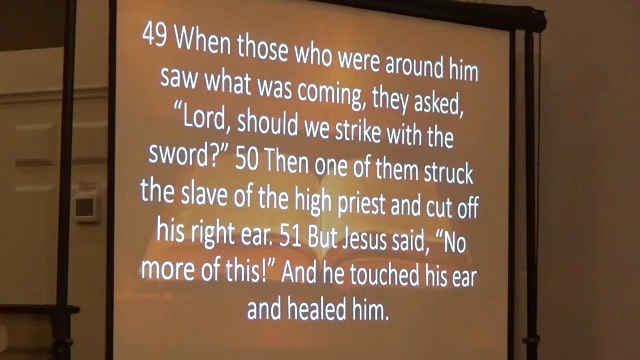 49 When those who were around him
saw what was coming, they asked,
“Lord, should we strike with the
sword?” 50 Then one of them struck
the slave of the high priest and cut off
his right ear. 51 But Jesus said, “No
more of this!” And he touched his ear
and healed him.